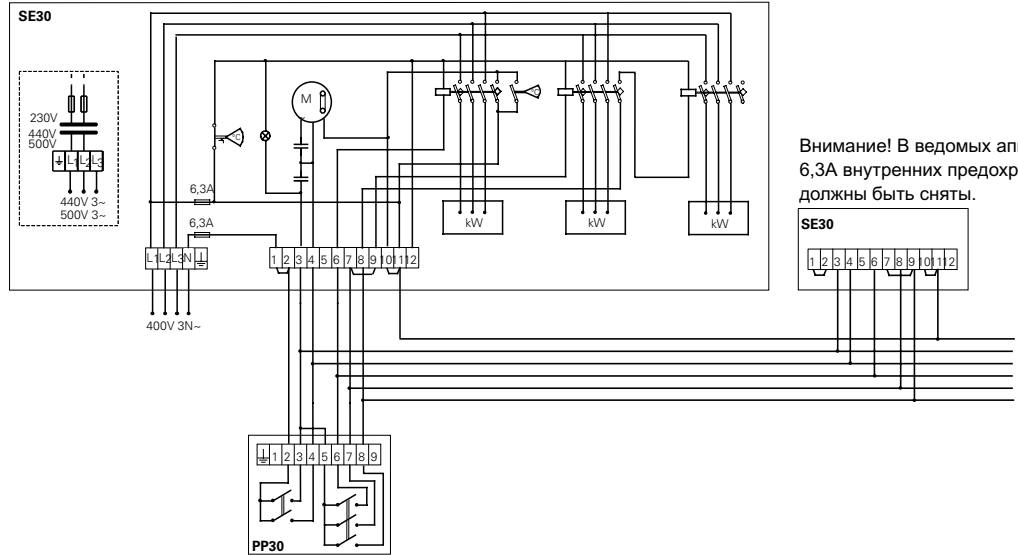 SE30
230V
440V
500V
L1 L2 L3
440V 3~
500V 3~
M
°C
°C
°C
6,3A
6,3A
kW
kW
kW
L1 L2 L3 N
1 2 3 4 5 6 7 8 9 10 11 12
400V 3N~
Внимание! В ведомых
6,3A внутренних
должны быть сняты.
SE30
1 2 3 4 5 6 7 8 9 10 11 12
1 2 3 4 5 6 7 8 9
PP30